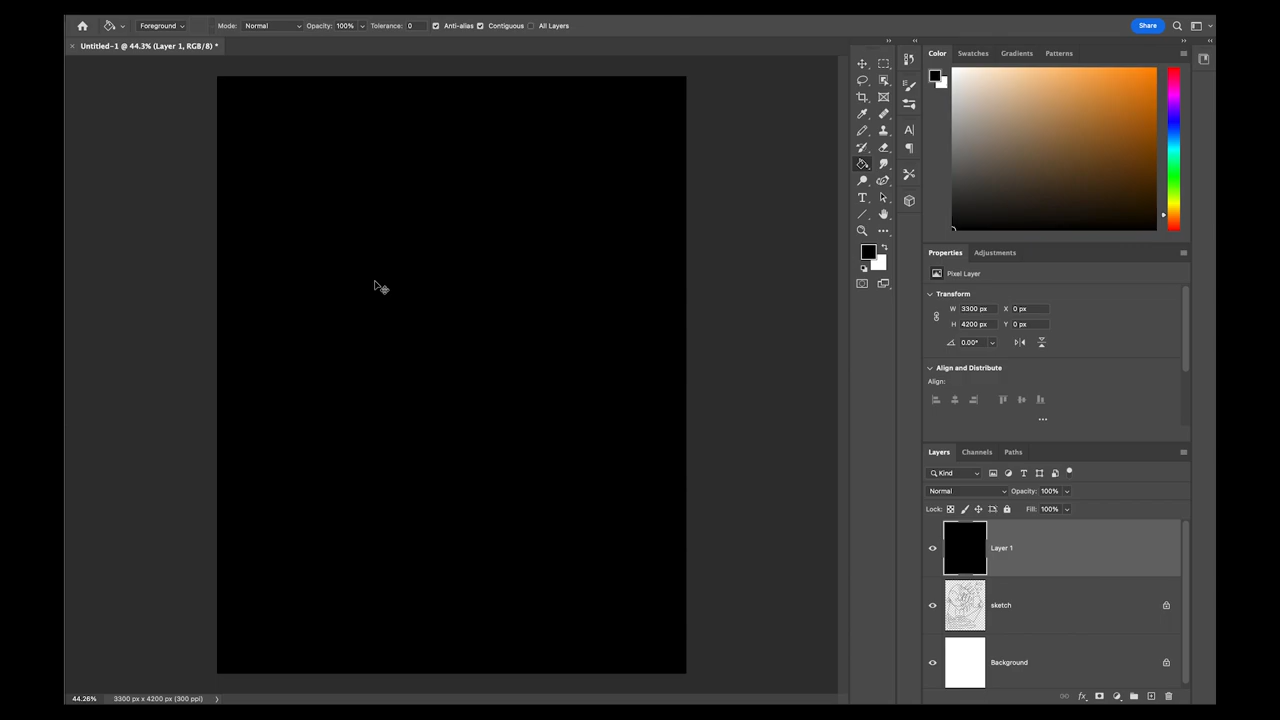 Foreground Mode: Normal Opacity: 100% Tolerance: 0 Anti-alias Contiguous All Layers Share
Untitled-1 @ 44.3% (Layer 1, RGB/8) *
Color Swatches Gradients Patterns
Properties Adjustments
Pixel Layer
Transform
W 3300 px X 0 px
H 4200 px Y 0 px
0.00°
Align and Distribute
Align:
Layers Channels Paths
Kind
Normal Opacity: 100%
Lock: Fill: 100%
Layer 1
sketch
Background
44.26% 3300 px x 4200 px (300 ppi)